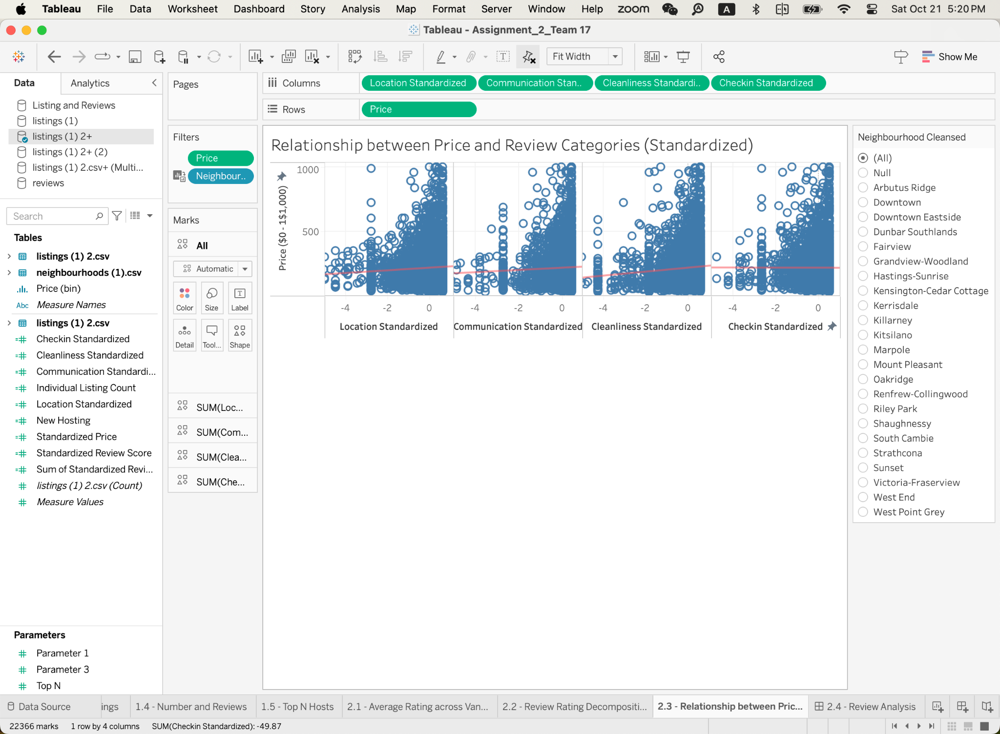 Tableau File Data Worksheet Dashboard Story Analysis Map Format Server Window Help zoom A Sat Oct 21 5:20 PM
Tableau - Assignment_2_Team 17
Fit Width
Show Me
Data Analytics
Listing and Reviews
listings (1)
listings (1) 2+
listings (1) 2+ (2)
listings (1) 2.csv+ (Multi...
reviews
Search
Tables
listings (1) 2.csv
neighbourhoods (1).csv
Price (bin)
Abc Measure Names
listings (1) 2.csv
Checkin Standardized
Cleanliness Standardized
Communication Standardi...
Individual Listing Count
Location Standardized
New Hosting
Standardized Price
Standardized Review Score
Sum of Standardized Revi...
listings (1) 2.csv (Count)
Measure Values
Parameters
Parameter 1
Parameter 3
Top N
Pages
Filters
Price
Neighbour..
Marks
All
Automatic
Color Size Label
Detail Tool... Shape
SUM(Loc...
SUM(Com...
SUM(Clea...
SUM(Che...
Columns Location Standardized Communication Stan.. Cleanliness Standardi.. Checkin Standardized
Rows Price
Relationship between Price and Review Categories (Standardized)
Price ($0 - 1$1,000)
1000
500
-4 -2 0 -4 -2 0 -4 -2 0 -4 -2 0
Location Standardized Communication Standardized Cleanliness Standardized Checkin Standardized
Neighbourhood Cleansed
(All)
Null
Arbutus Ridge
Downtown
Downtown Eastside
Dunbar Southlands
Fairview
Grandview-Woodland
Hastings-Sunrise
Kensington-Cedar Cottage
Kerrisdale
Killarney
Kitsilano
Marpole
Mount Pleasant
Oakridge
Renfrew-Collingwood
Riley Park
Shaughnessy
South Cambie
Strathcona
Sunset
Victoria-Fraserview
West End
West Point Grey
Data Source ings 1.4 - Number and Reviews 1.5 - Top N Hosts 2.1 - Average Rating across Van... 2.2 - Review Rating Decompositi... 2.3 - Relationship between Pric... 2.4 - Review Analysis
22366 marks 1 row by 4 columns SUM(Checkin Standardized): -49.87